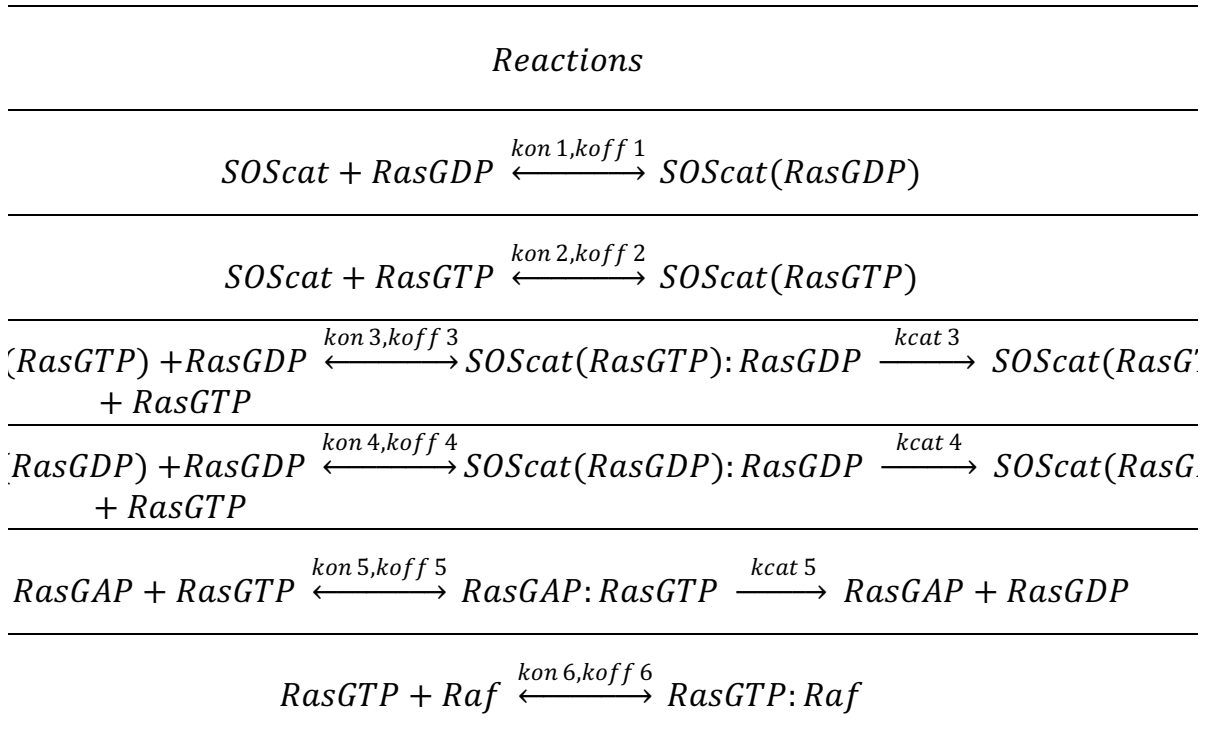 Reactions
kon 1,koff 1
SOScat + RasGDP ⟷ SOScat(RasGDP)
kon 2,koff 2
SOScat + RasGTP ⟷ SOScat(RasGTP)
kon 3,koff 3 kcat 3
(RasGTP) +RasGDP ⟷ SOScat(RasGTP): RasGDP ⟶ SOScat(RasG
+ RasGTP
kon 4,koff 4 kcat 4
(RasGDP) +RasGDP ⟷ SOScat(RasGDP): RasGDP ⟶ SOScat(RasG
+ RasGTP
kon 5,koff 5 kcat 5
RasGAP + RasGTP ⟷ RasGAP: RasGTP ⟶ RasGAP + RasGDP
kon 6,koff 6
RasGTP + Raf ⟷ RasGTP: Raf